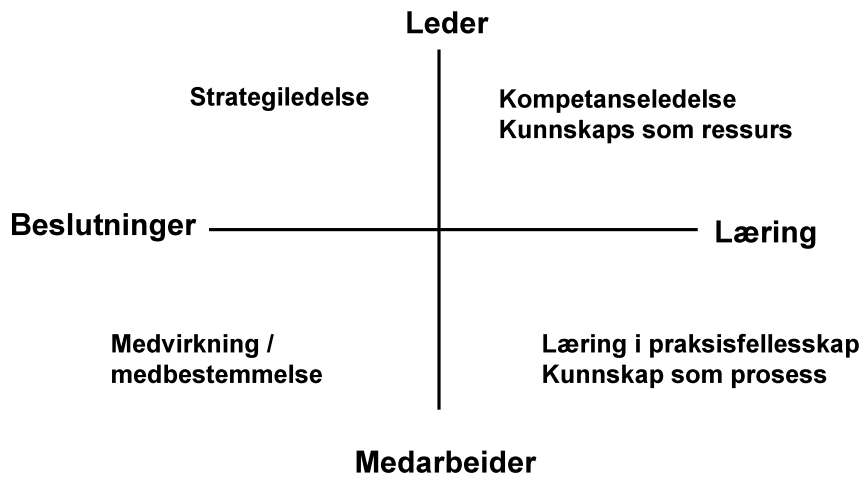 Leder
Strategiledelse
Kompetanseledelse
Kunnskaps som ressurs
Beslutninger
Læring
Medvirkning /
medbestemmelse
Læring i praksisfellesskap
Kunnskap som prosess
Medarbeider